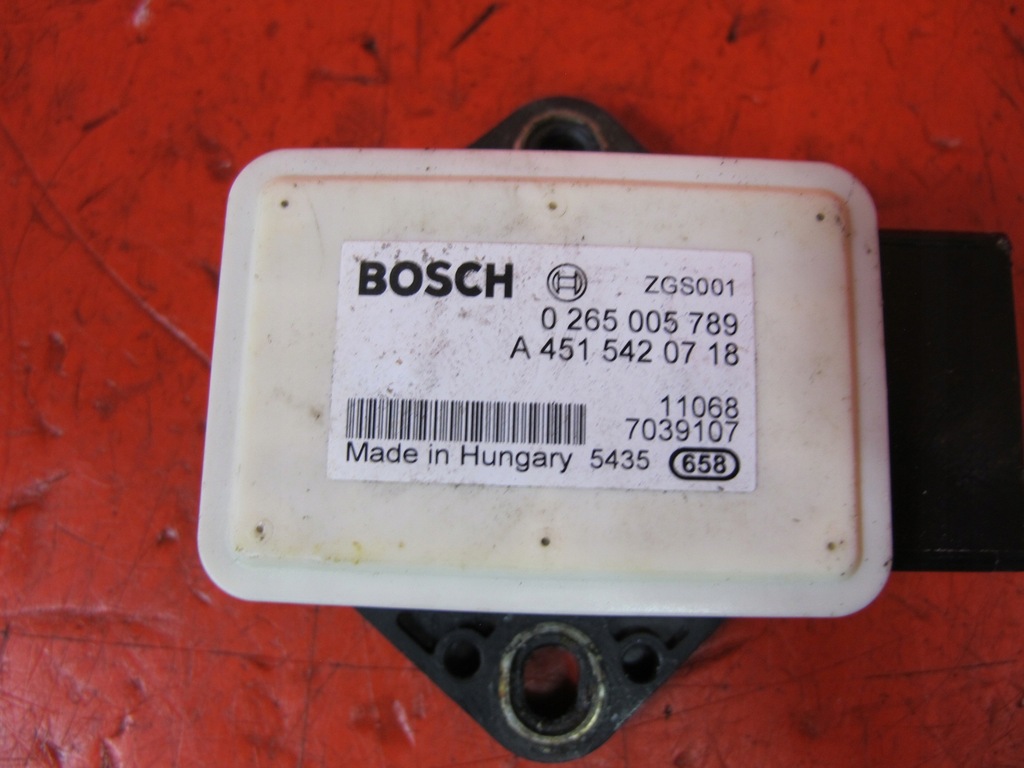 BOSCH ZGS001
0 265 005 789
A 451 542 07 18
11068
7039107
Made in Hungary 5435 658